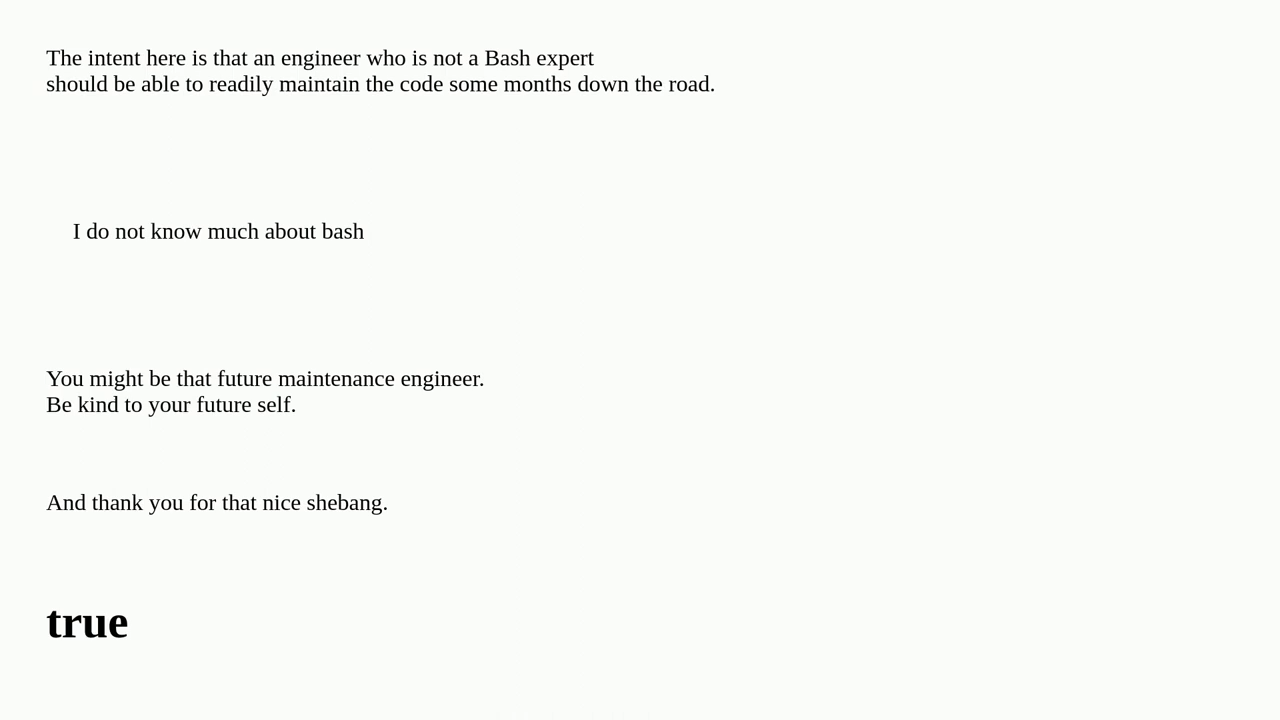 The intent here is that an engineer who is not a Bash expert
should be able to readily maintain the code some months down the road.
I do not know much about bash
You might be that future maintenance engineer.
Be kind to your future self.
And thank you for that nice shebang.
true